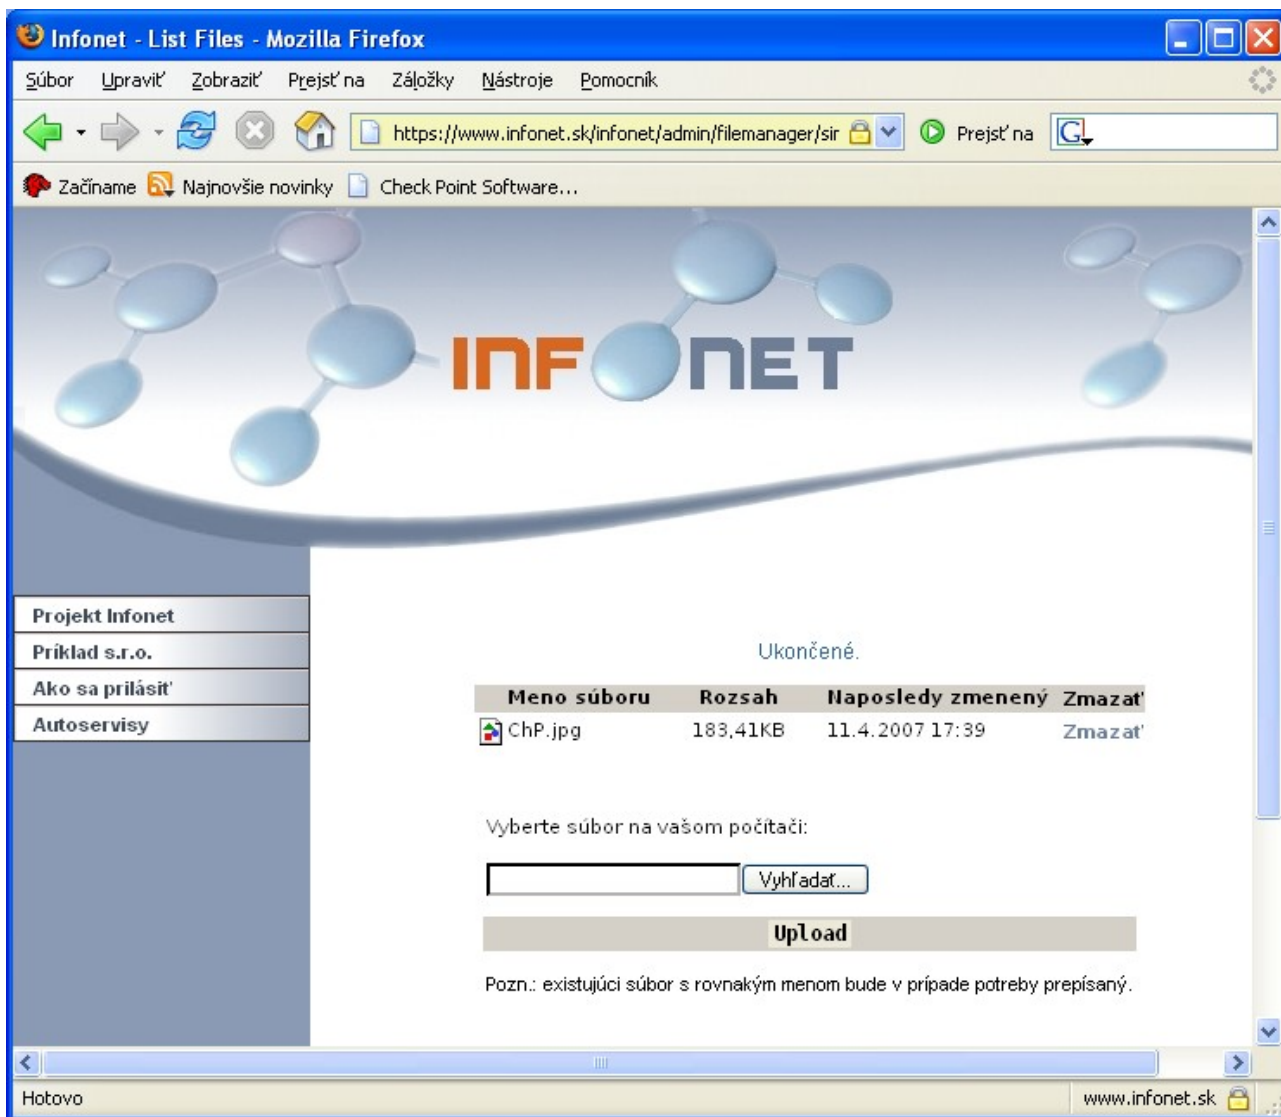 Infonet - List Files - Mozilla Firefox
Súbor Upraviť Zobraziť Prejsť na Záložky Nástroje Pomocník
https://www.infonet.sk/infonet/admin/filemanager/sir Prejsť na G
Začíname Najnovšie novinky Check Point Software...
INFONET
Projekt Infonet
Príklad s.r.o.
Ako sa prilásiť
Autoservisy
Ukončené.
Meno súboru Rozsah Naposledy zmenený Zmazať
ChP.jpg 183,41KB 11.4.2007 17:39 Zmazať
Vyberte súbor na vašom počítači:
Vyhľadať...
Upload
Pozn.: existujúci súbor s rovnakým menom bude v prípade potreby prepísaný.
Hotovo www.infonet.sk